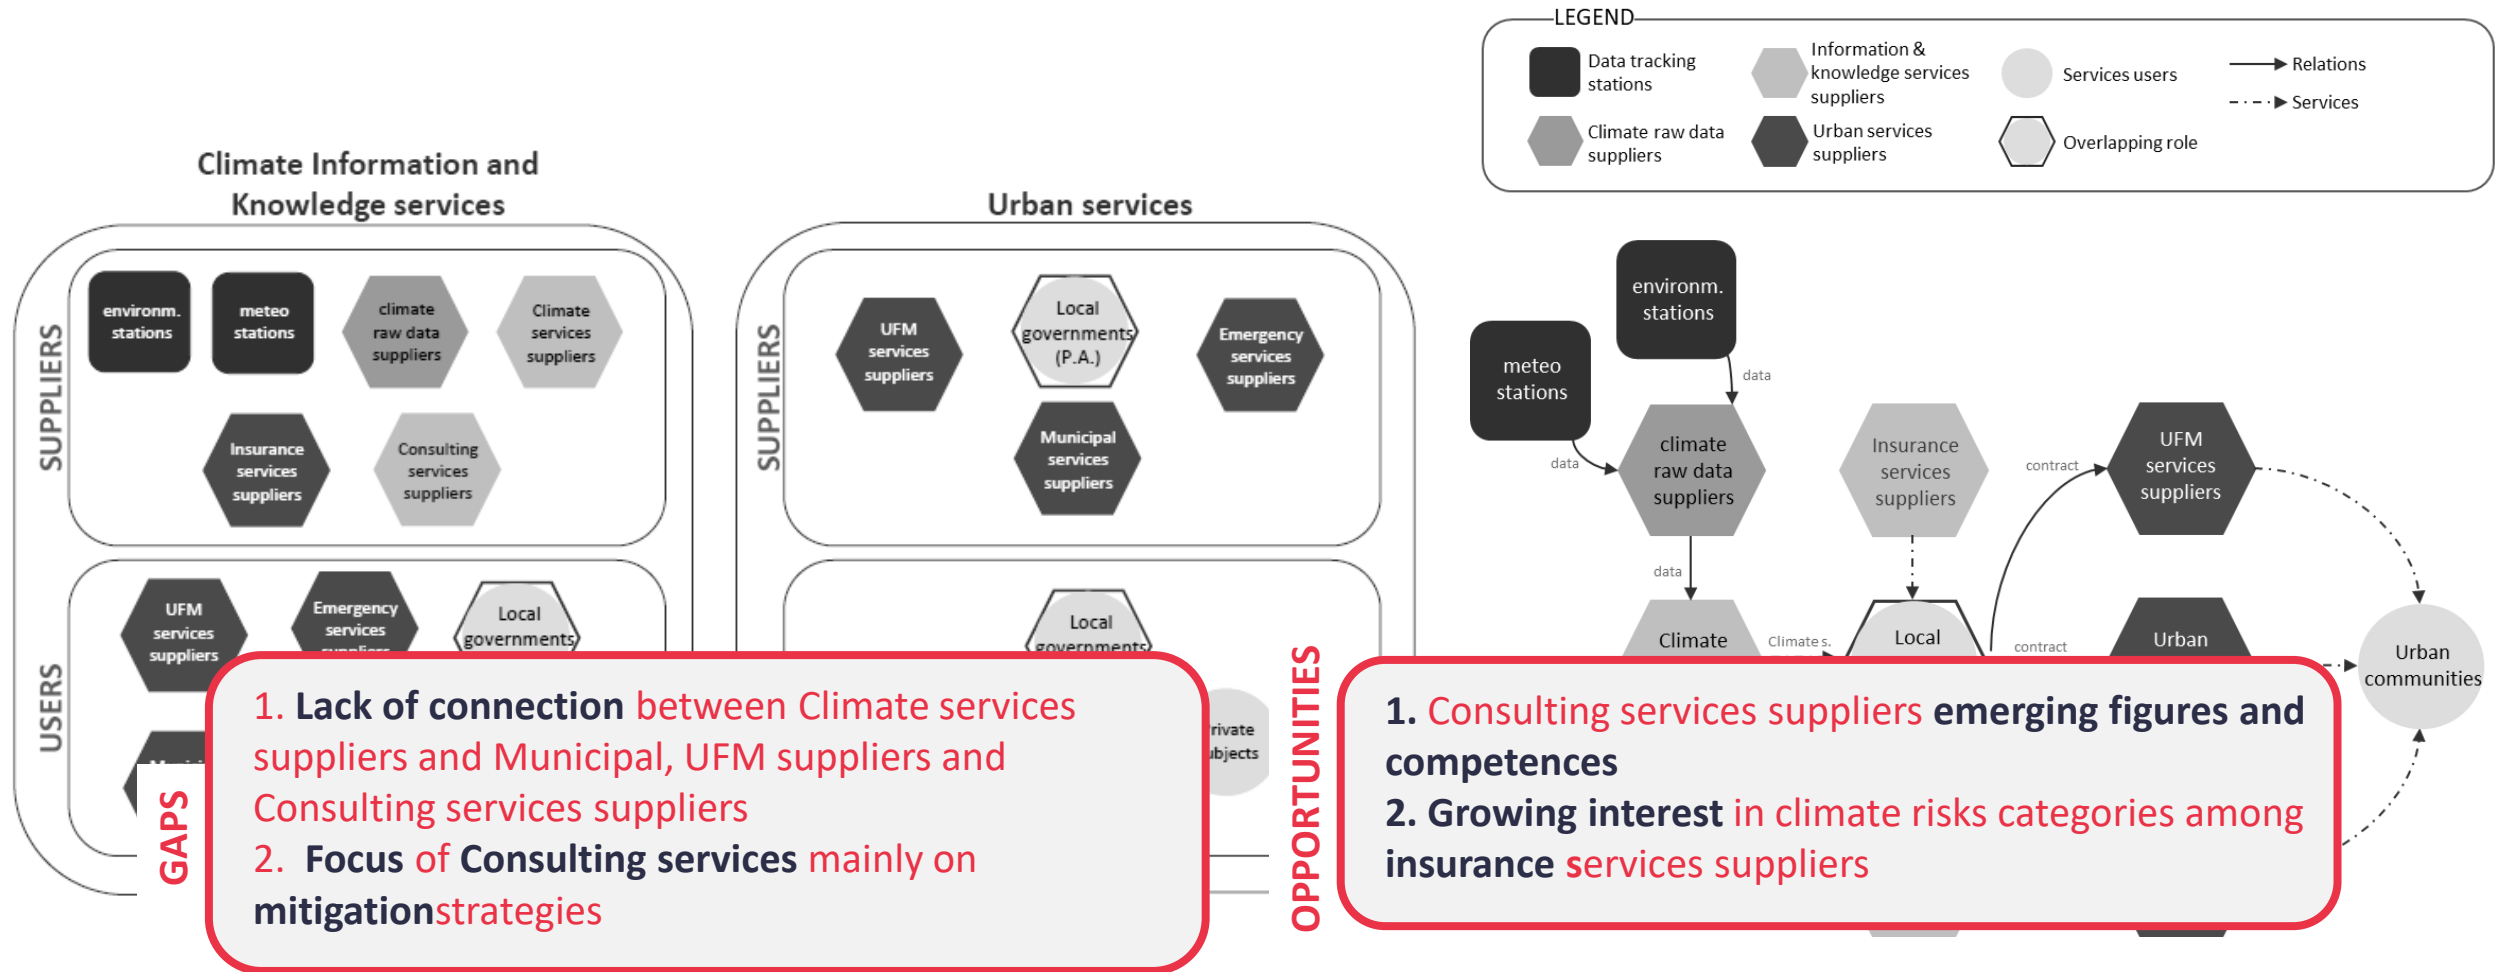 LEGEND
Data tracking
stations
Information &
knowledge services
suppliers
Services users
Relations
Services
Climate raw data
suppliers
Urban services
suppliers
Overlapping role
Climate Information and
Knowledge services
SUPPLIERS
environm.
stations
meteo
stations
climate
raw data
suppliers
Climate
services
suppliers
Insurance
services
suppliers
Consulting
services
suppliers
USERS
UFM
services
suppliers
Emergency
services
Local
governments
Urban services
SUPPLIERS
UFM
services
suppliers
Local
governments
(P.A.)
Emergency
services
suppliers
Municipal
services
suppliers
Local
governments
environm.
stations
meteo
stations
data
data
climate
raw data
suppliers
data
Climate
Climate s.
Insurance
services
suppliers
Local
contract
contract
UFM
services
suppliers
Urban
Urban
communities
GAPS
1. Lack of connection between Climate services
suppliers and Municipal, UFM suppliers and
Consulting services suppliers
2. Focus of Consulting services mainly on
mitigationstrategies
OPPORTUNITIES
1. Consulting services suppliers emerging figures and
competences
2. Growing interest in climate risks categories among
insurance services suppliers